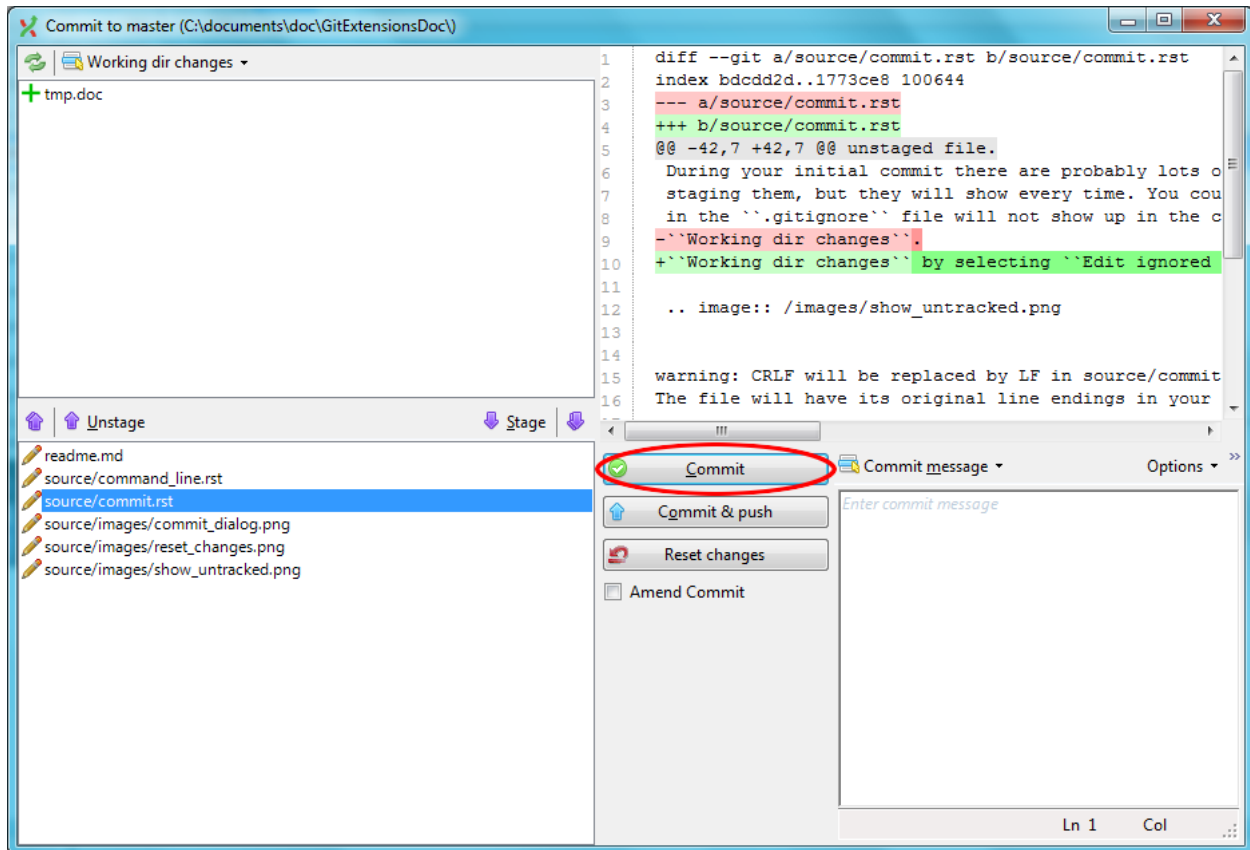 Commit to master (C:\documents\doc\GitExtensionsDoc\)
Working dir changes
tmp.doc
Unstage
Stage
readme.md
source/command_line.rst
source/commit.rst
source/images/commit_dialog.png
source/images/reset_changes.png
source/images/show_untracked.png
1 diff --git a/source/commit.rst b/source/commit.rst
2 index bdcdd2d..1773ce8 100644
3 --- a/source/commit.rst
4 +++ b/source/commit.rst
5 @@ -42,7 +42,7 @@ unstaged file.
6 During your initial commit there are probably lots o
7 staging them, but they will show every time. You cou
8 in the ``.gitignore`` file will not show up in the c
9 -``Working dir changes``.
10 +``Working dir changes`` by selecting ``Edit ignored
11
12 .. image:: /images/show_untracked.png
13
14
15 warning: CRLF will be replaced by LF in source/commit
16 The file will have its original line endings in your
Commit
Commit & push
Reset changes
Amend Commit
Commit message
Options
Enter commit message
Ln 1 Col